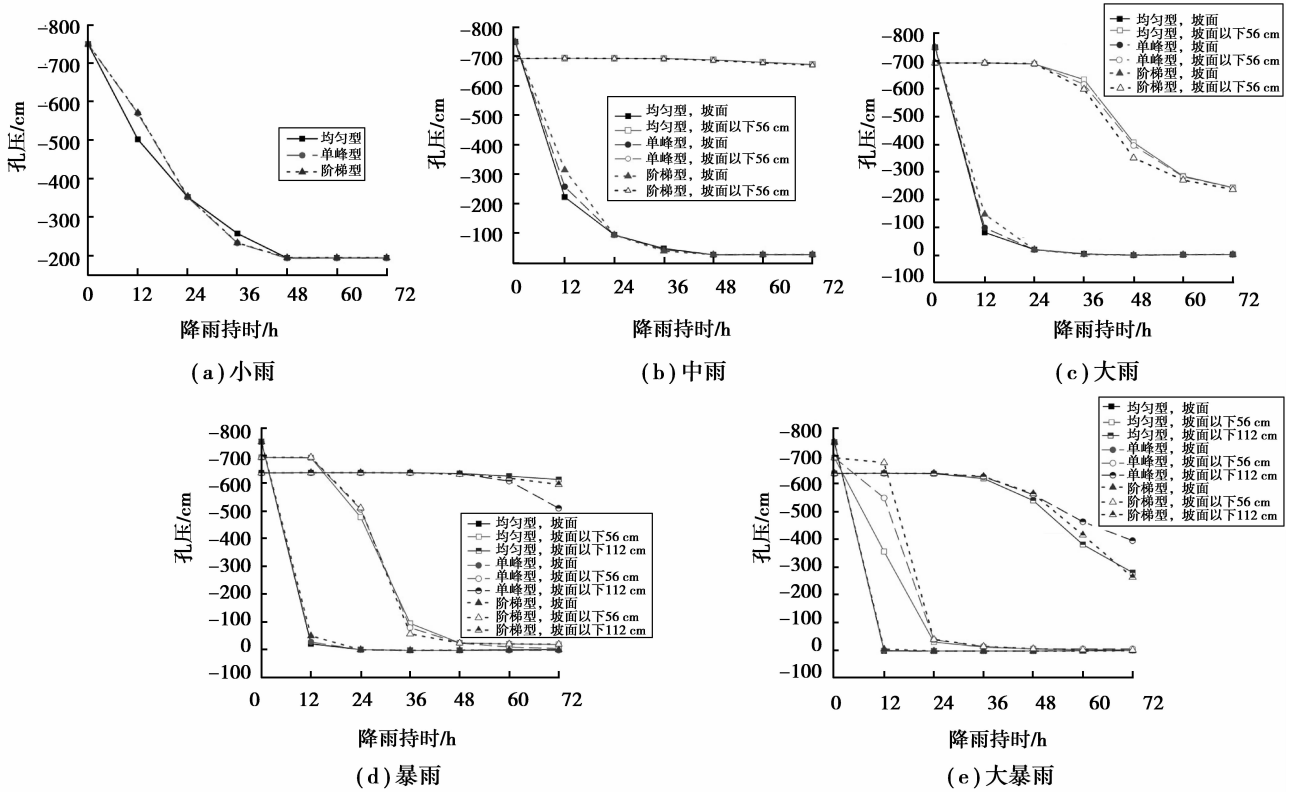 -800
-700
-600
-500
-400
-300
-200
孔压/cm
均匀型
单峰型
阶梯型
0 12 24 36 48 60 72
降雨持时/h
(a)小雨
-800
-700
-600
-500
-400
-300
-200
-100
孔压/cm
均匀型，坡面
均匀型，坡面以下56 cm
单峰型，坡面
单峰型，坡面以下56 cm
阶梯型，坡面
阶梯型，坡面以下56 cm
0 12 24 36 48 60 72
降雨持时/h
(b)中雨
-800
-700
-600
-500
-400
-300
-200
-100
0
-100
孔压/cm
均匀型，坡面
均匀型，坡面以下56 cm
单峰型，坡面
单峰型，坡面以下56 cm
阶梯型，坡面
阶梯型，坡面以下56 cm
0 12 24 36 48 60 72
降雨持时/h
(c)大雨
-800
-700
-600
-500
-400
-300
-200
-100
0
-100
孔压/cm
均匀型，坡面
均匀型，坡面以下56 cm
均匀型，坡面以下112 cm
单峰型，坡面
单峰型，坡面以下56 cm
单峰型，坡面以下112 cm
阶梯型，坡面
阶梯型，坡面以下56 cm
阶梯型，坡面以下112 cm
0 12 24 36 48 60 72
降雨持时/h
(d)暴雨
-800
-700
-600
-500
-400
-300
-200
-100
0
-100
孔压/cm
均匀型，坡面
均匀型，坡面以下56 cm
均匀型，坡面以下112 cm
单峰型，坡面
单峰型，坡面以下56 cm
单峰型，坡面以下112 cm
阶梯型，坡面
阶梯型，坡面以下56 cm
阶梯型，坡面以下112 cm
0 12 24 36 48 60 72
降雨持时/h
(e)大暴雨